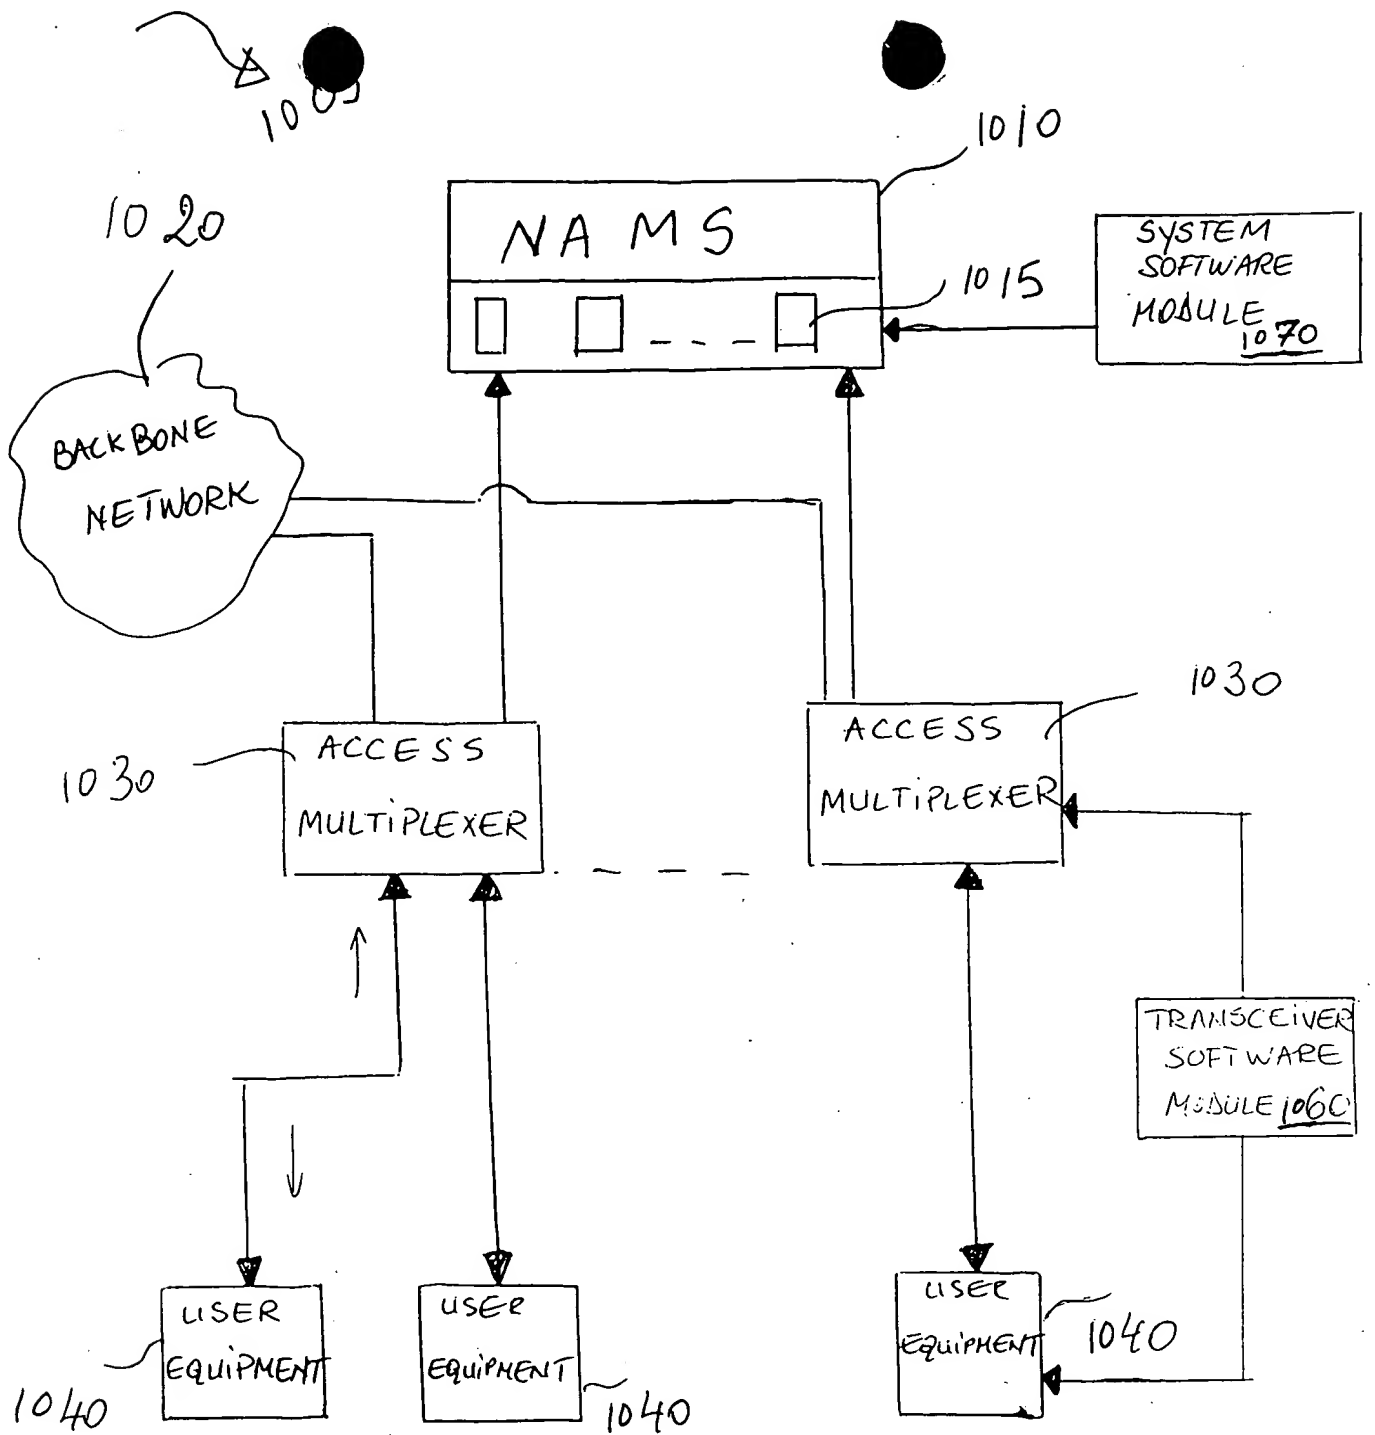 1010
1020
NAMS
SYSTEM
SOFTWARE
MODULE 1070
1015
BACKBONE
NETWORK
1030
ACCESS
MULTIPLEXER
1030
ACCESS
MULTIPLEXER
TRANSCEIVER
SOFTWARE
MODULE 1060
USER
EQUIPMENT
1040
USER
EQUIPMENT
1040
USER
EQUIPMENT
1040